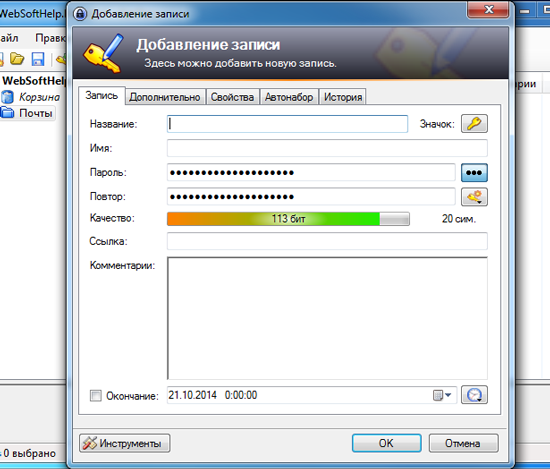 WebSoftHelp. Добавление записи
айл Правк
Добавление записи
Здесь можно добавить новую запись.
WebSoftHelp
Корзина
Почты
арии
Запись Дополнительно Свойства Автонабор История
Название: Значок:
Имя:
Пароль: ●●●●●●●●●●●●●●●●●●●●
Повтор: ●●●●●●●●●●●●●●●●●●●●
Качество: 113 бит 20 сим.
Ссылка:
Комментарии:
Окончание: 21.10.2014 0:00:00
Инструменты OK Отмена
0 выбрано